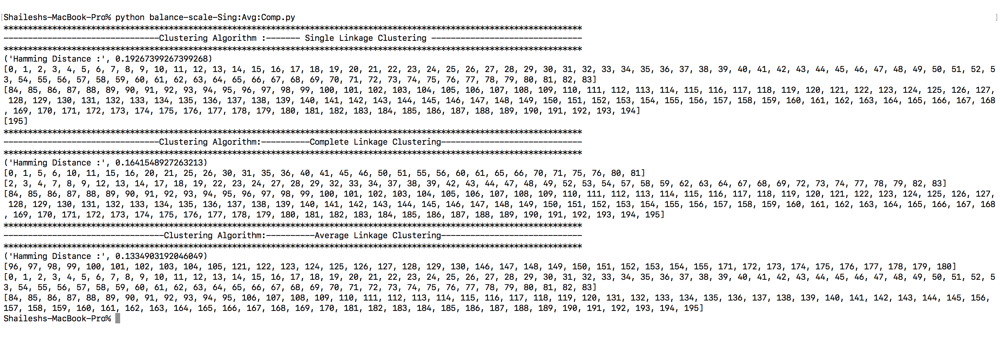 [Shaileshs-MacBook-Pro% python balance-scale-Sing:Avg:Comp.py ]
***********************************************************************************************************************
--------------------------------Clustering Algorithm :------- Single Linkage Clustering -------------------------------
***********************************************************************************************************************
('Hamming Distance :', 0.19267399267399268)
[0, 1, 2, 3, 4, 5, 6, 7, 8, 9, 10, 11, 12, 13, 14, 15, 16, 17, 18, 19, 20, 21, 22, 23, 24, 25, 26, 27, 28, 29, 30, 31, 32, 33, 34, 35, 36, 37, 38, 39, 40, 41, 42, 43, 44, 45, 46, 47, 48, 49, 50, 51, 52, 5
3, 54, 55, 56, 57, 58, 59, 60, 61, 62, 63, 64, 65, 66, 67, 68, 69, 70, 71, 72, 73, 74, 75, 76, 77, 78, 79, 80, 81, 82, 83]
[84, 85, 86, 87, 88, 89, 90, 91, 92, 93, 94, 95, 96, 97, 98, 99, 100, 101, 102, 103, 104, 105, 106, 107, 108, 109, 110, 111, 112, 113, 114, 115, 116, 117, 118, 119, 120, 121, 122, 123, 124, 125, 126, 127,
128, 129, 130, 131, 132, 133, 134, 135, 136, 137, 138, 139, 140, 141, 142, 143, 144, 145, 146, 147, 148, 149, 150, 151, 152, 153, 154, 155, 156, 157, 158, 159, 160, 161, 162, 163, 164, 165, 166, 167, 168
, 169, 170, 171, 172, 173, 174, 175, 176, 177, 178, 179, 180, 181, 182, 183, 184, 185, 186, 187, 188, 189, 190, 191, 192, 193, 194]
[195]
***********************************************************************************************************************
--------------------------------Clustering Algorithm:----------Complete Linkage Clustering-----------------------------
***********************************************************************************************************************
('Hamming Distance :', 0.1641548927263213)
[0, 1, 5, 6, 10, 11, 15, 16, 20, 21, 25, 26, 30, 31, 35, 36, 40, 41, 45, 46, 50, 51, 55, 56, 60, 61, 65, 66, 70, 71, 75, 76, 80, 81]
[2, 3, 4, 7, 8, 9, 12, 13, 14, 17, 18, 19, 22, 23, 24, 27, 28, 29, 32, 33, 34, 37, 38, 39, 42, 43, 44, 47, 48, 49, 52, 53, 54, 57, 58, 59, 62, 63, 64, 67, 68, 69, 72, 73, 74, 77, 78, 79, 82, 83]
[84, 85, 86, 87, 88, 89, 90, 91, 92, 93, 94, 95, 96, 97, 98, 99, 100, 101, 102, 103, 104, 105, 106, 107, 108, 109, 110, 111, 112, 113, 114, 115, 116, 117, 118, 119, 120, 121, 122, 123, 124, 125, 126, 127,
128, 129, 130, 131, 132, 133, 134, 135, 136, 137, 138, 139, 140, 141, 142, 143, 144, 145, 146, 147, 148, 149, 150, 151, 152, 153, 154, 155, 156, 157, 158, 159, 160, 161, 162, 163, 164, 165, 166, 167, 168
, 169, 170, 171, 172, 173, 174, 175, 176, 177, 178, 179, 180, 181, 182, 183, 184, 185, 186, 187, 188, 189, 190, 191, 192, 193, 194, 195]
***********************************************************************************************************************
---------------------------------Clustering Algorithm:----------Average Linkage Clustering-----------------------------
***********************************************************************************************************************
('Hamming Distance :', 0.1334903192046049)
[96, 97, 98, 99, 100, 101, 102, 103, 104, 105, 121, 122, 123, 124, 125, 126, 127, 128, 129, 130, 146, 147, 148, 149, 150, 151, 152, 153, 154, 155, 171, 172, 173, 174, 175, 176, 177, 178, 179, 180]
[0, 1, 2, 3, 4, 5, 6, 7, 8, 9, 10, 11, 12, 13, 14, 15, 16, 17, 18, 19, 20, 21, 22, 23, 24, 25, 26, 27, 28, 29, 30, 31, 32, 33, 34, 35, 36, 37, 38, 39, 40, 41, 42, 43, 44, 45, 46, 47, 48, 49, 50, 51, 52, 5
3, 54, 55, 56, 57, 58, 59, 60, 61, 62, 63, 64, 65, 66, 67, 68, 69, 70, 71, 72, 73, 74, 75, 76, 77, 78, 79, 80, 81, 82, 83]
[84, 85, 86, 87, 88, 89, 90, 91, 92, 93, 94, 95, 106, 107, 108, 109, 110, 111, 112, 113, 114, 115, 116, 117, 118, 119, 120, 131, 132, 133, 134, 135, 136, 137, 138, 139, 140, 141, 142, 143, 144, 145, 156,
157, 158, 159, 160, 161, 162, 163, 164, 165, 166, 167, 168, 169, 170, 181, 182, 183, 184, 185, 186, 187, 188, 189, 190, 191, 192, 193, 194, 195]
Shaileshs-MacBook-Pro%